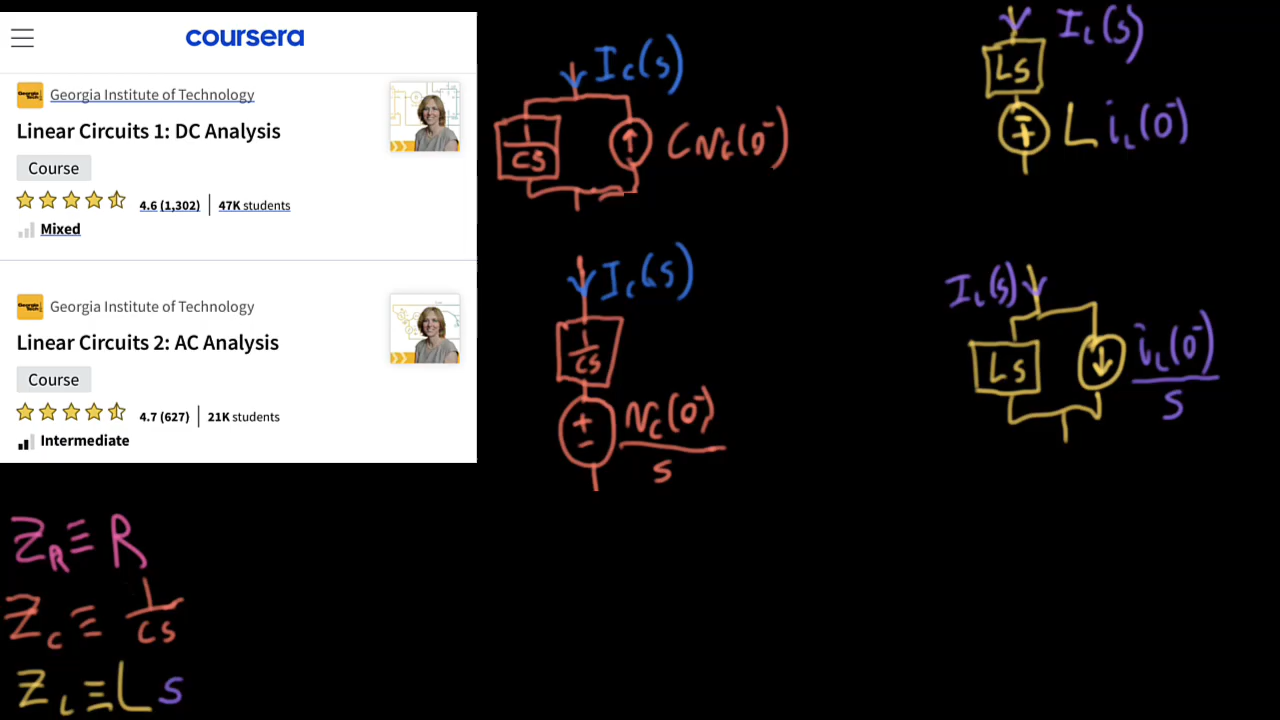 coursera
Georgia Institute of Technology
Linear Circuits 1: DC Analysis
Course
4.6 (1,302) | 47K students
Mixed
Georgia Institute of Technology
Linear Circuits 2: AC Analysis
Course
4.7 (627) | 21K students
Intermediate
Z_R ≡ R
Z_C ≡ 1/CS
Z_L ≡ LS
I_C(s)
1/CS
C v_C(0⁻)
I_C(s)
1/CS
+
-
v_C(0⁻)/s
I_L(s)
LS
-
+
L i_L(0⁻)
I_L(s)
LS
i_L(0⁻)/s